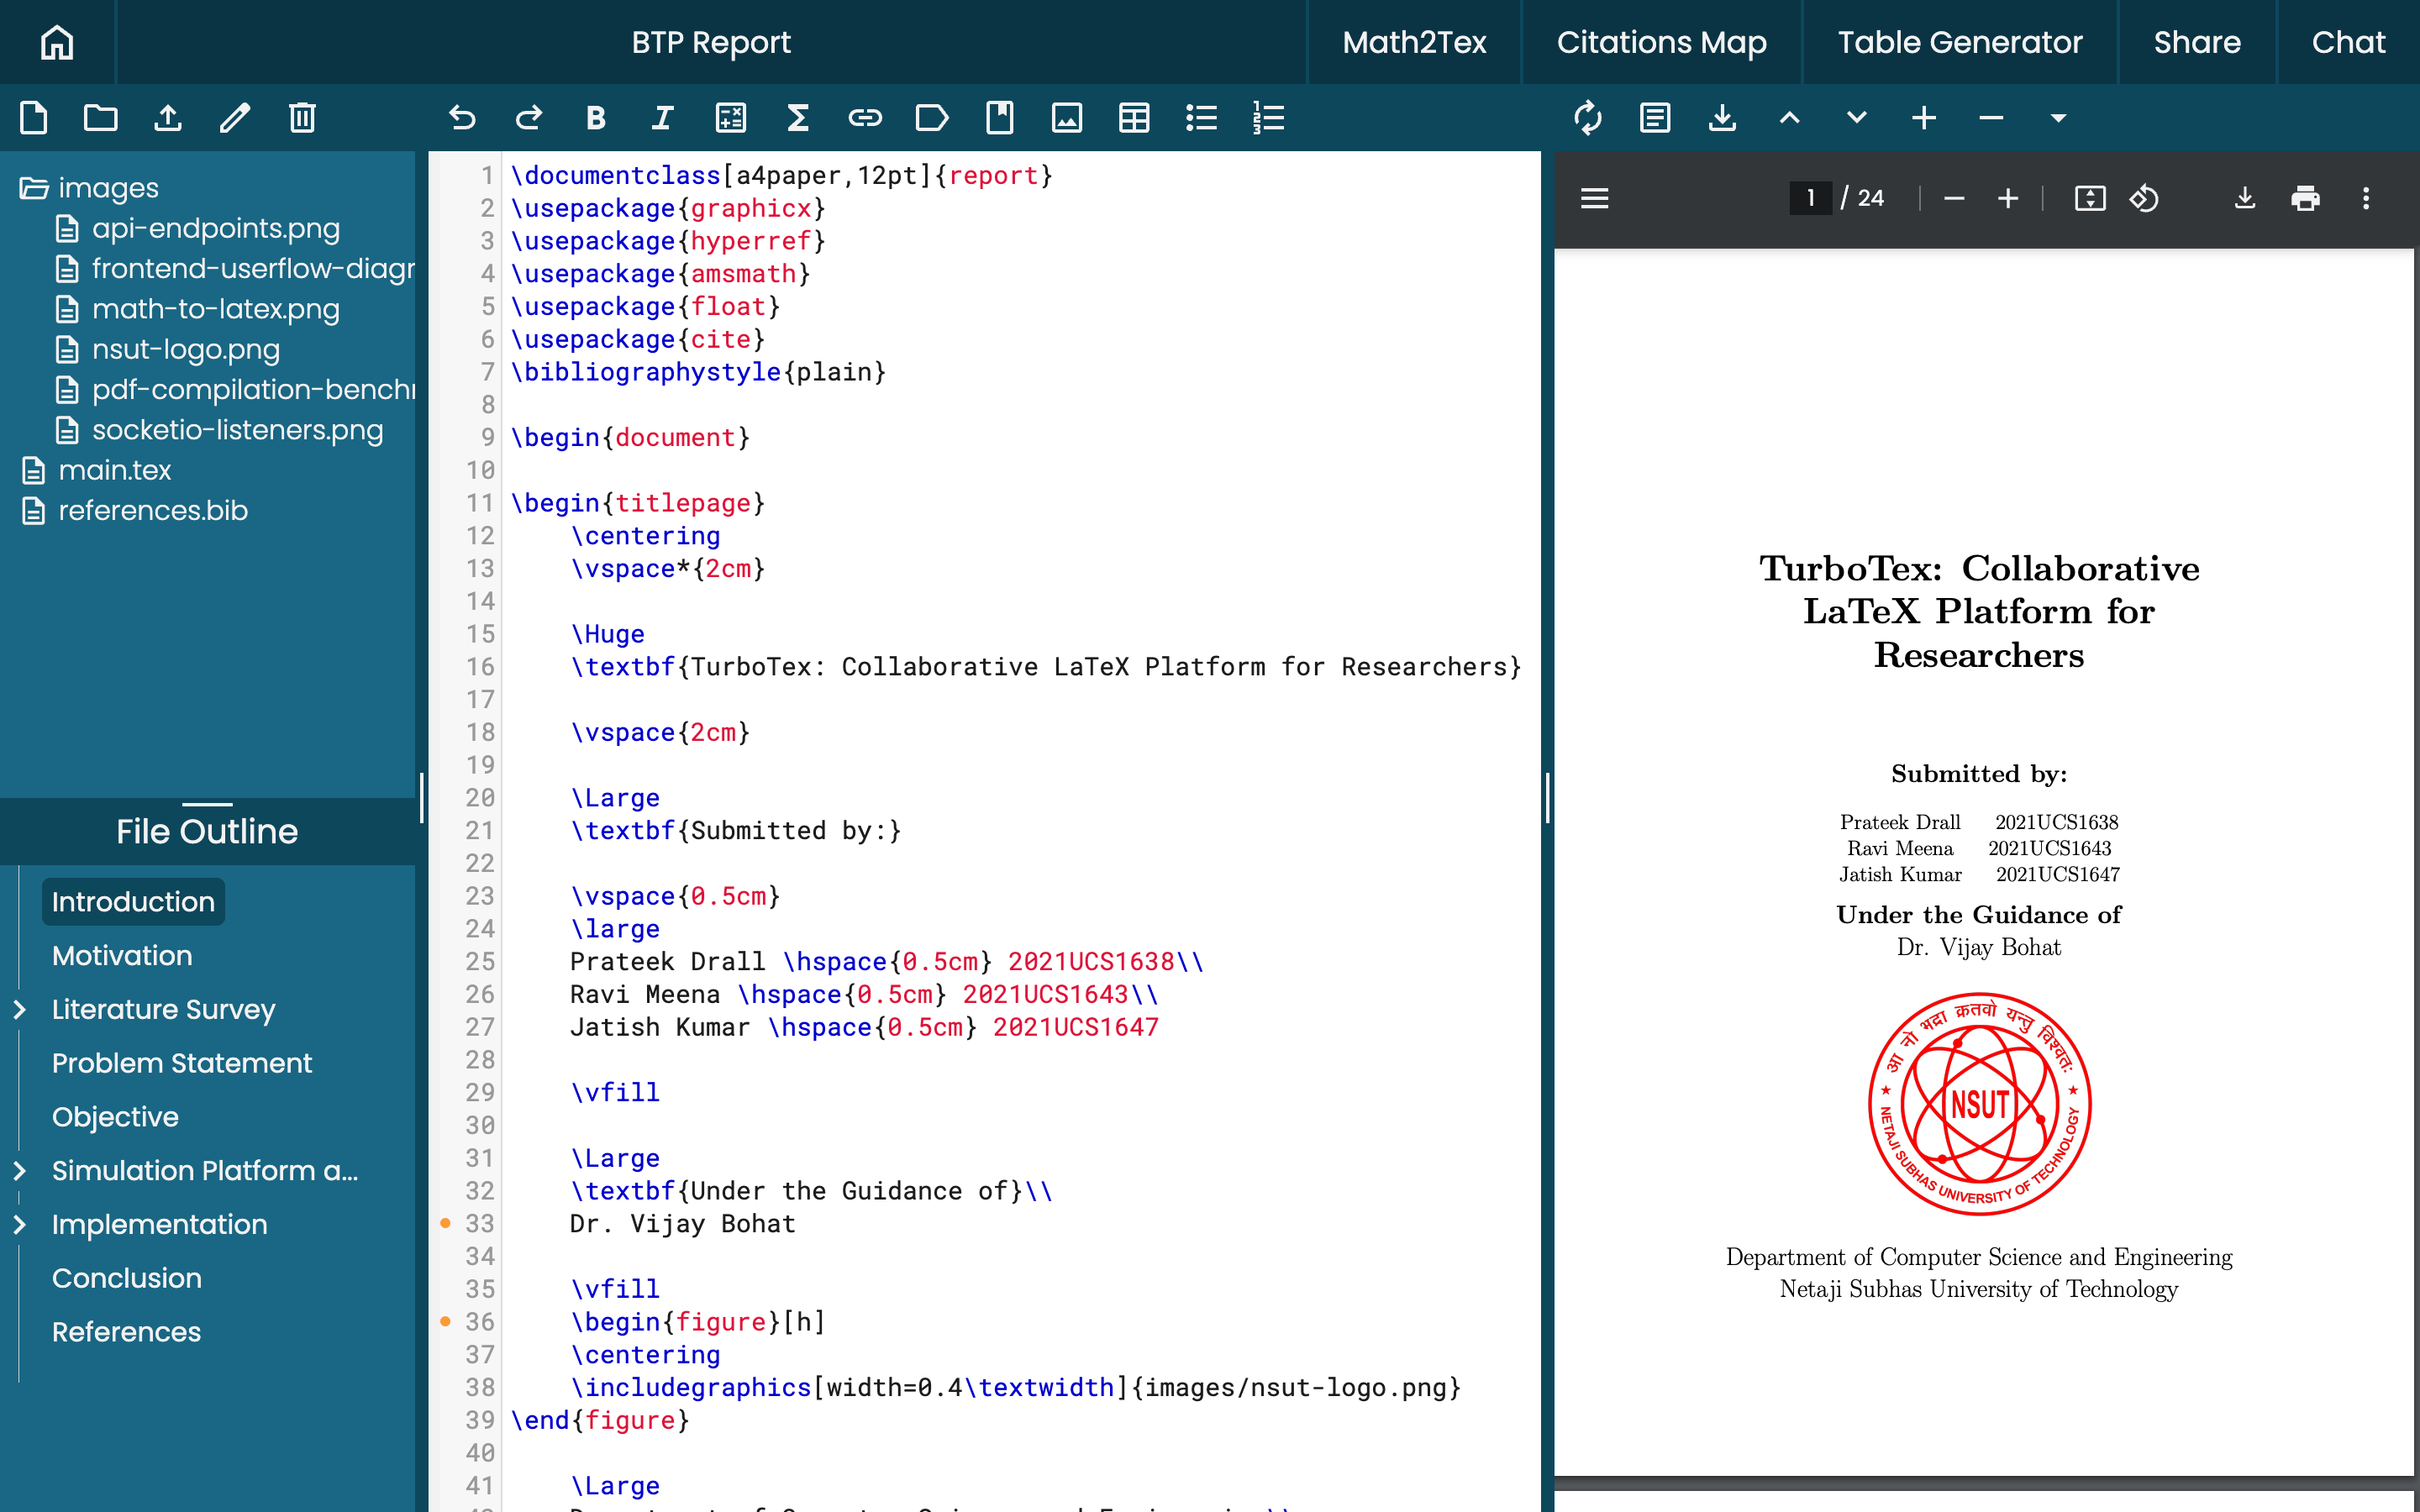 BTP Report
Math2Tex
Citations Map
Table Generator
Share
Chat
images
api-endpoints.png
frontend-userflow-diagr
math-to-latex.png
nsut-logo.png
pdf-compilation-bench
socketio-listeners.png
main.tex
references.bib
File Outline
Introduction
Motivation
Literature Survey
Problem Statement
Objective
Simulation Platform a...
Implementation
Conclusion
References
1 \documentclass[a4paper,12pt]{report}
2 \usepackage{graphicx}
3 \usepackage{hyperref}
4 \usepackage{amsmath}
5 \usepackage{float}
6 \usepackage{cite}
7 \bibliographystyle{plain}
8
9 \begin{document}
10
11 \begin{titlepage}
12 \centering
13 \vspace*{2cm}
14
15 \Huge
16 \textbf{TurboTex: Collaborative LaTeX Platform for Researchers}
17
18 \vspace{2cm}
19
20 \Large
21 \textbf{Submitted by:}
22
23 \vspace{0.5cm}
24 \large
25 Prateek Drall \hspace{0.5cm} 2021UCS1638\\
26 Ravi Meena \hspace{0.5cm} 2021UCS1643\\
27 Jatish Kumar \hspace{0.5cm} 2021UCS1647
28
29 \vfill
30
31 \Large
32 \textbf{Under the Guidance of}\\
33 Dr. Vijay Bohat
34
35 \vfill
36 \begin{figure}[h]
37 \centering
38 \includegraphics[width=0.4\textwidth]{images/nsut-logo.png}
39 \end{figure}
40
41 \Large
1 / 24
TurboTex: Collaborative
LaTeX Platform for
Researchers
Submitted by:
Prateek Drall 2021UCS1638
Ravi Meena 2021UCS1643
Jatish Kumar 2021UCS1647
Under the Guidance of
Dr. Vijay Bohat
आ नो भद्राः क्रतवो यन्तु विश्वतः
NSUT
NETAJI SUBHAS UNIVERSITY OF TECHNOLOGY
Department of Computer Science and Engineering
Netaji Subhas University of Technology